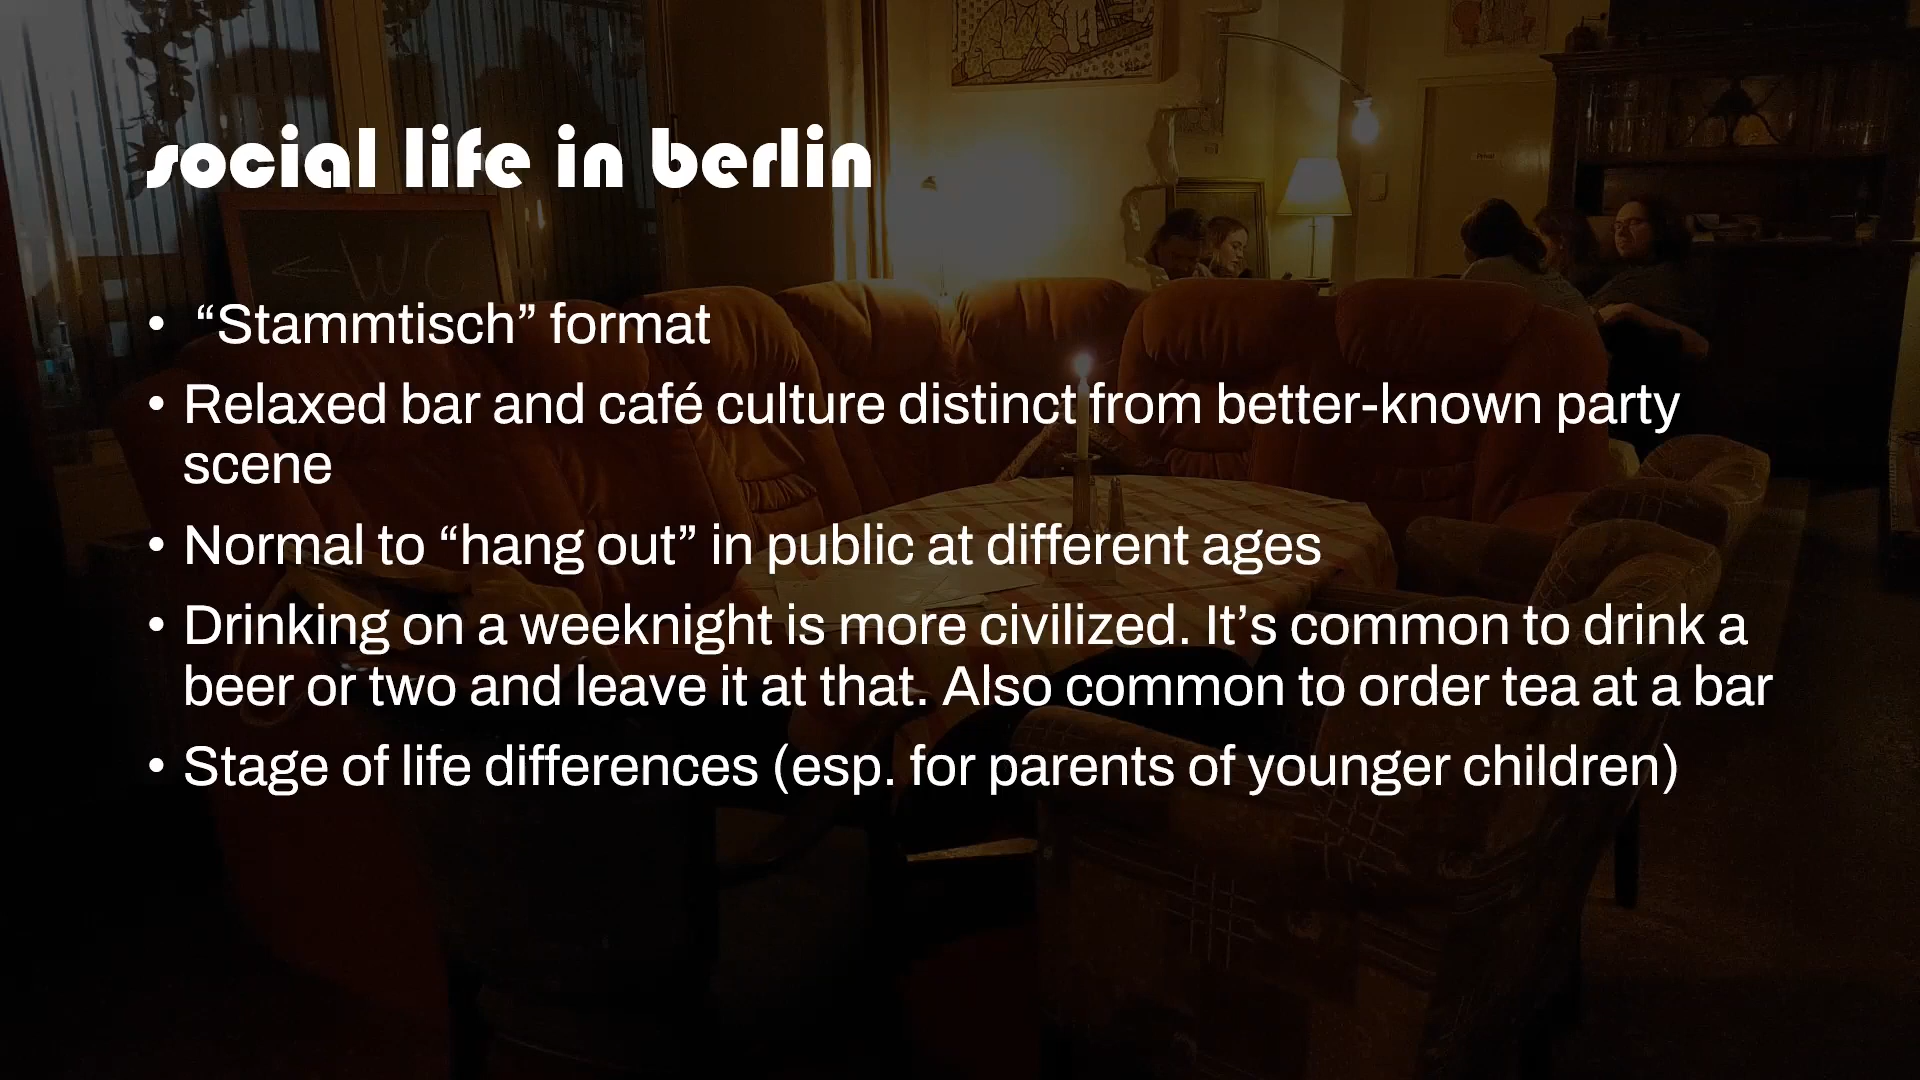 social life in berlin
← WC
• “Stammtisch” format
• Relaxed bar and café culture distinct from better-known party
scene
• Normal to “hang out” in public at different ages
• Drinking on a weeknight is more civilized. It’s common to drink a
beer or two and leave it at that. Also common to order tea at a bar
• Stage of life differences (esp. for parents of younger children)